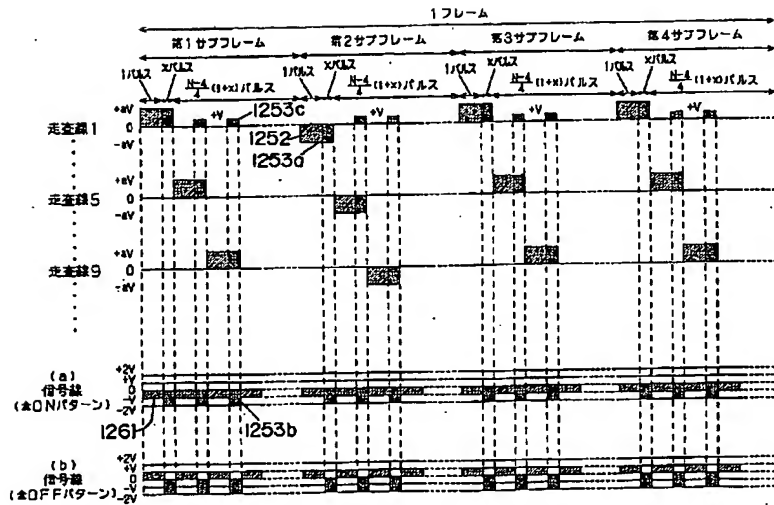 1フレーム
第1サブフレーム 第2サブフレーム 第3サブフレーム 第4サブフレーム
1パルス xパルス 1パルス xパルス 1パルス xパルス 1パルス xパルス
N-4/4 (1+x)パルス N-4/4 (1+x)パルス N-4/4 (1+x)パルス N-4/4 (1+x)パルス
+aV +V 1253c +V +V +V
走査線1 0
-aV 1252
1253a
+aV
走査線5 0
-aV
+aV
走査線9 0
-aV
(a) +2V
信号線 +V
0
(全ONパターン) -V
-2V
1261 1253b
(b) +2V
信号線 +V
0
(全OFFパターン) -V
-2V